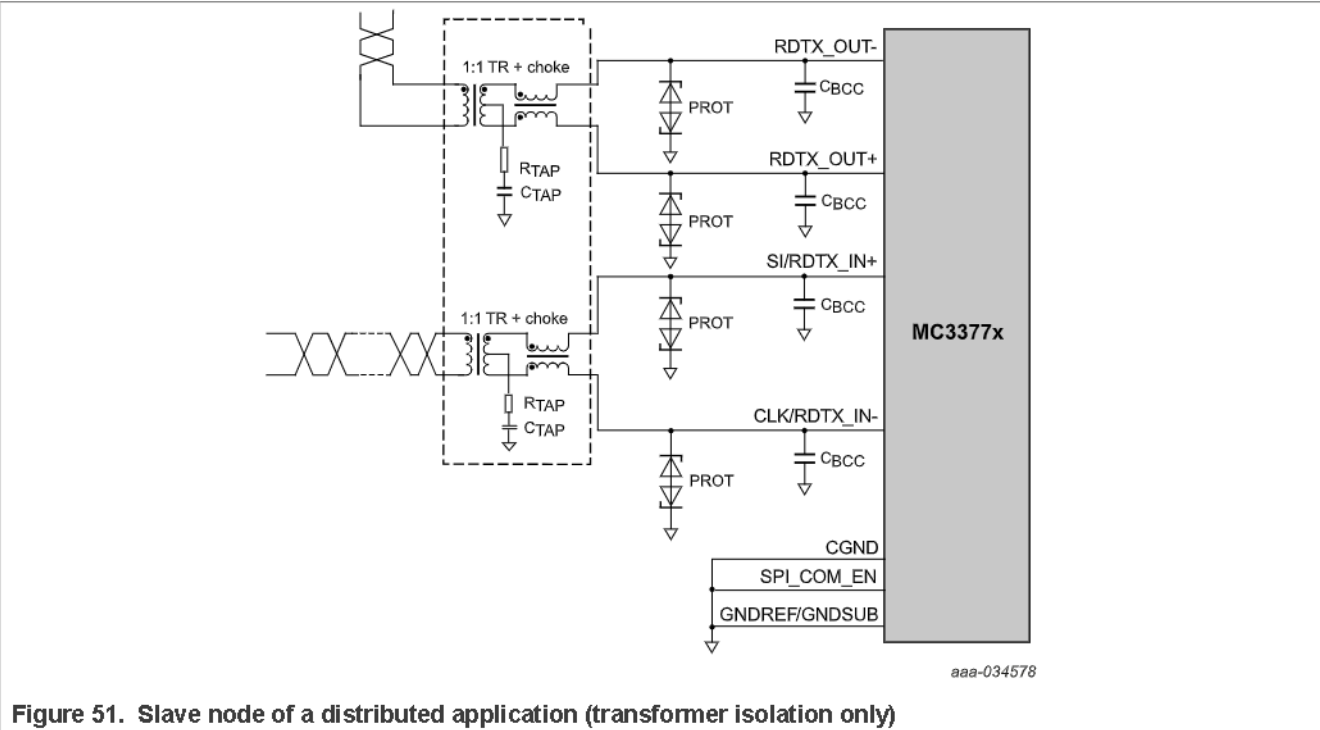 RDTX_OUT-
1:1 TR + choke
PROT
CBCC
RDTX_OUT+
RTAP
CTAP
PROT
CBCC
SI/RDTX_IN+
1:1 TR + choke
PROT
CBCC
MC3377x
RTAP
CTAP
CLK/RDTX_IN-
PROT
CBCC
CGND
SPI_COM_EN
GNDREF/GNDSUB
aaa-034578
Figure 51. Slave node of a distributed application (transformer isolation only)